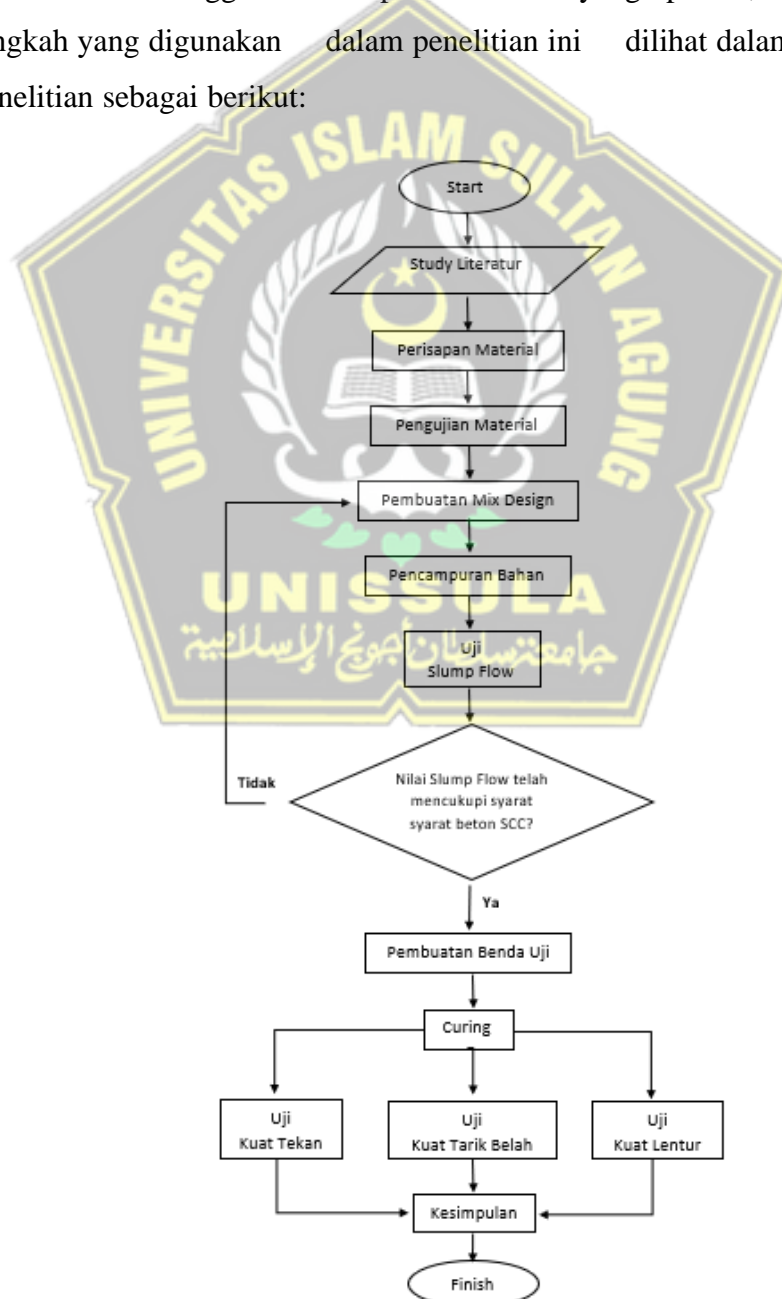 ngkah yang digunakan dalam penelitian ini dilihat dalam
nelitian sebagai berikut:
UNIVERSITAS ISLAM SULTAN AGUNG
Start
Study Literatur
Perisapan Material
Pengujian Material
Pembuatan Mix Design
Pencampuran Bahan
UNISSULA
جامعة سلطان أجونج الإسلامية
Uji
Slump Flow
Nilai Slump Flow telah
mencukupi syarat
syarat beton SCC?
Tidak
Ya
Pembuatan Benda Uji
Curing
Uji
Kuat Tekan
Uji
Kuat Tarik Belah
Uji
Kuat Lentur
Kesimpulan
Finish